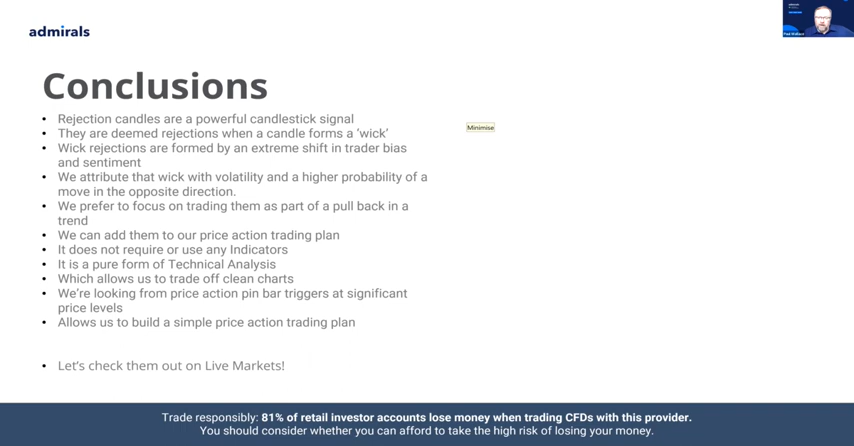 admirals
Conclusions
• Rejection candles are a powerful candlestick signal
• They are deemed rejections when a candle forms a ‘wick’
• Wick rejections are formed by an extreme shift in trader bias
and sentiment
• We attribute that wick with volatility and a higher probability of a
move in the opposite direction.
• We prefer to focus on trading them as part of a pull back in a
trend
• We can add them to our price action trading plan
• It does not require or use any Indicators
• It is a pure form of Technical Analysis
• Which allows us to trade off clean charts
• We’re looking from price action pin bar triggers at significant
price levels
• Allows us to build a simple price action trading plan
• Let’s check them out on Live Markets!
Minimise
Trade responsibly: 81% of retail investor accounts lose money when trading CFDs with this provider.
You should consider whether you can afford to take the high risk of losing your money.